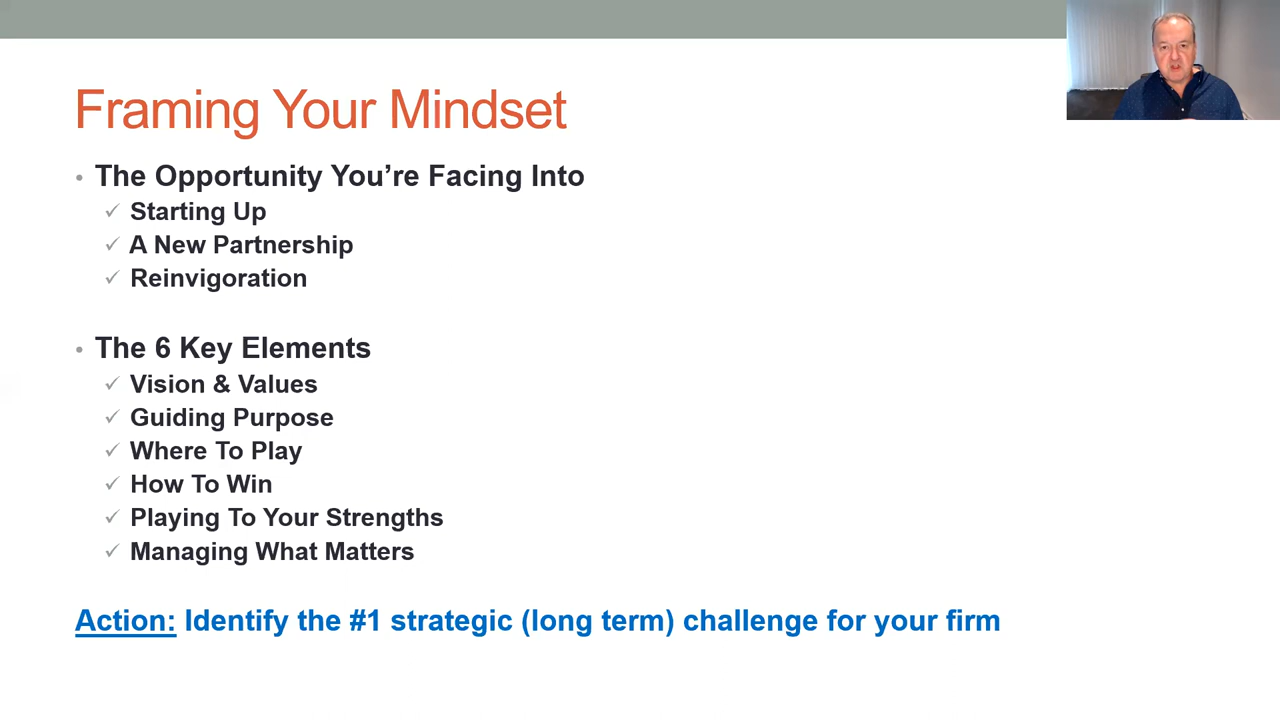 Framing Your Mindset
• The Opportunity You’re Facing Into
✓ Starting Up
✓ A New Partnership
✓ Reinvigoration
• The 6 Key Elements
✓ Vision & Values
✓ Guiding Purpose
✓ Where To Play
✓ How To Win
✓ Playing To Your Strengths
✓ Managing What Matters
Action: Identify the #1 strategic (long term) challenge for your firm